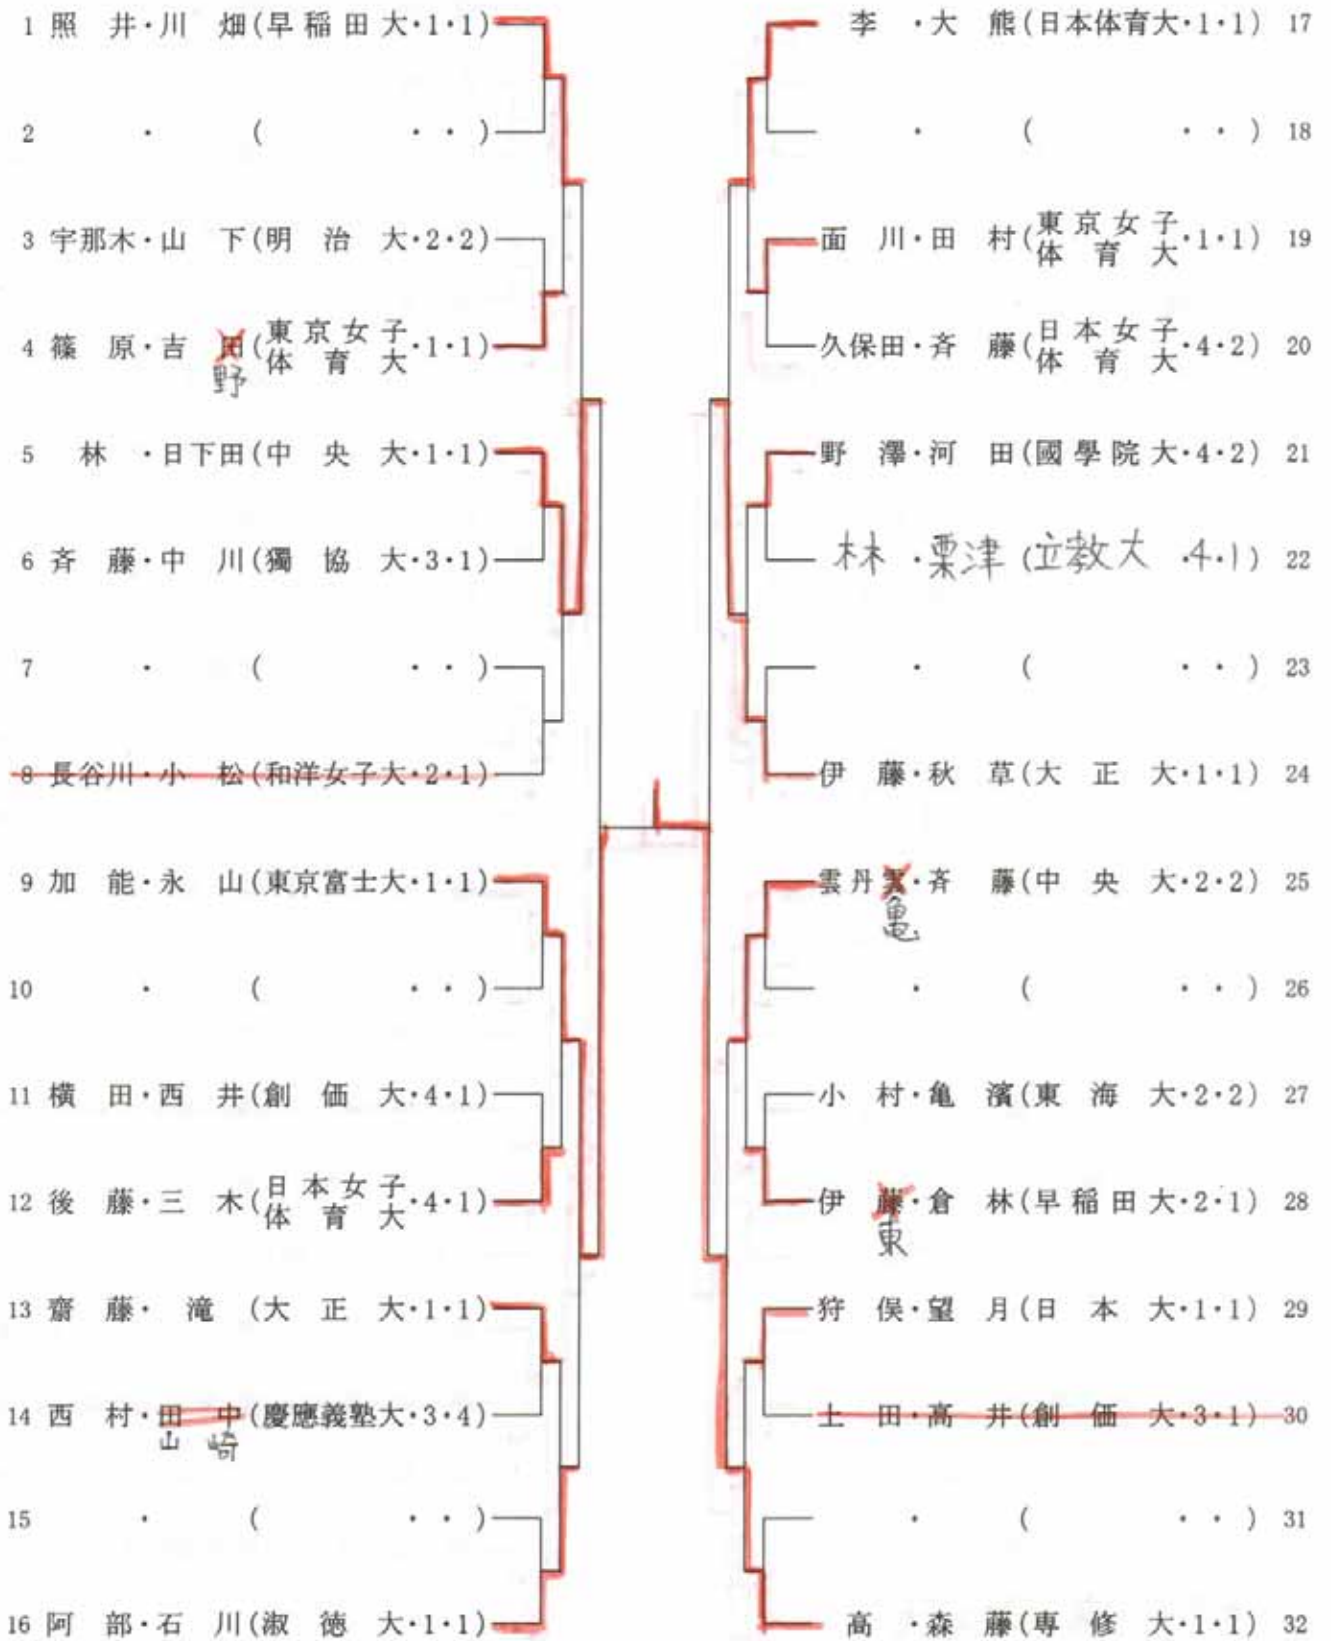 1 照井・川畑(早稲田大・1・1)
2 ・ ( ・・)
3 宇那木・山下(明治大・2・2)
4 篠原・吉田(東京女子体育大・1・1)
野
5 林・日下田(中央大・1・1)
6 斉藤・中川(獨協大・3・1)
7 ・ ( ・・)
8 長谷川・小松(和洋女子大・2・1)
9 加能・永山(東京富士大・1・1)
10 ・ ( ・・)
11 横田・西井(創価大・4・1)
12 後藤・三木(日本女子体育大・4・1)
13 齋藤・滝(大正大・1・1)
14 西村・田中(慶應義塾大・3・4)
山崎
15 ・ ( ・・)
16 阿部・石川(淑徳大・1・1)
李・大熊(日本体育大・1・1) 17
・ ( ・・) 18
面川・田村(東京女子体育大・1・1) 19
久保田・斉藤(日本女子体育大・4・2) 20
野澤・河田(國學院大・4・2) 21
林・粟津(立教大・4・1) 22
・ ( ・・) 23
伊藤・秋草(大正大・1・1) 24
雲丹・斉藤(中央大・2・2) 25
亀
・ ( ・・) 26
小村・亀濱(東海大・2・2) 27
伊藤・倉林(早稲田大・2・1) 28
東
狩俣・望月(日本大・1・1) 29
土田・高井(創価大・3・1) 30
・ ( ・・) 31
高・森藤(専修大・1・1) 32